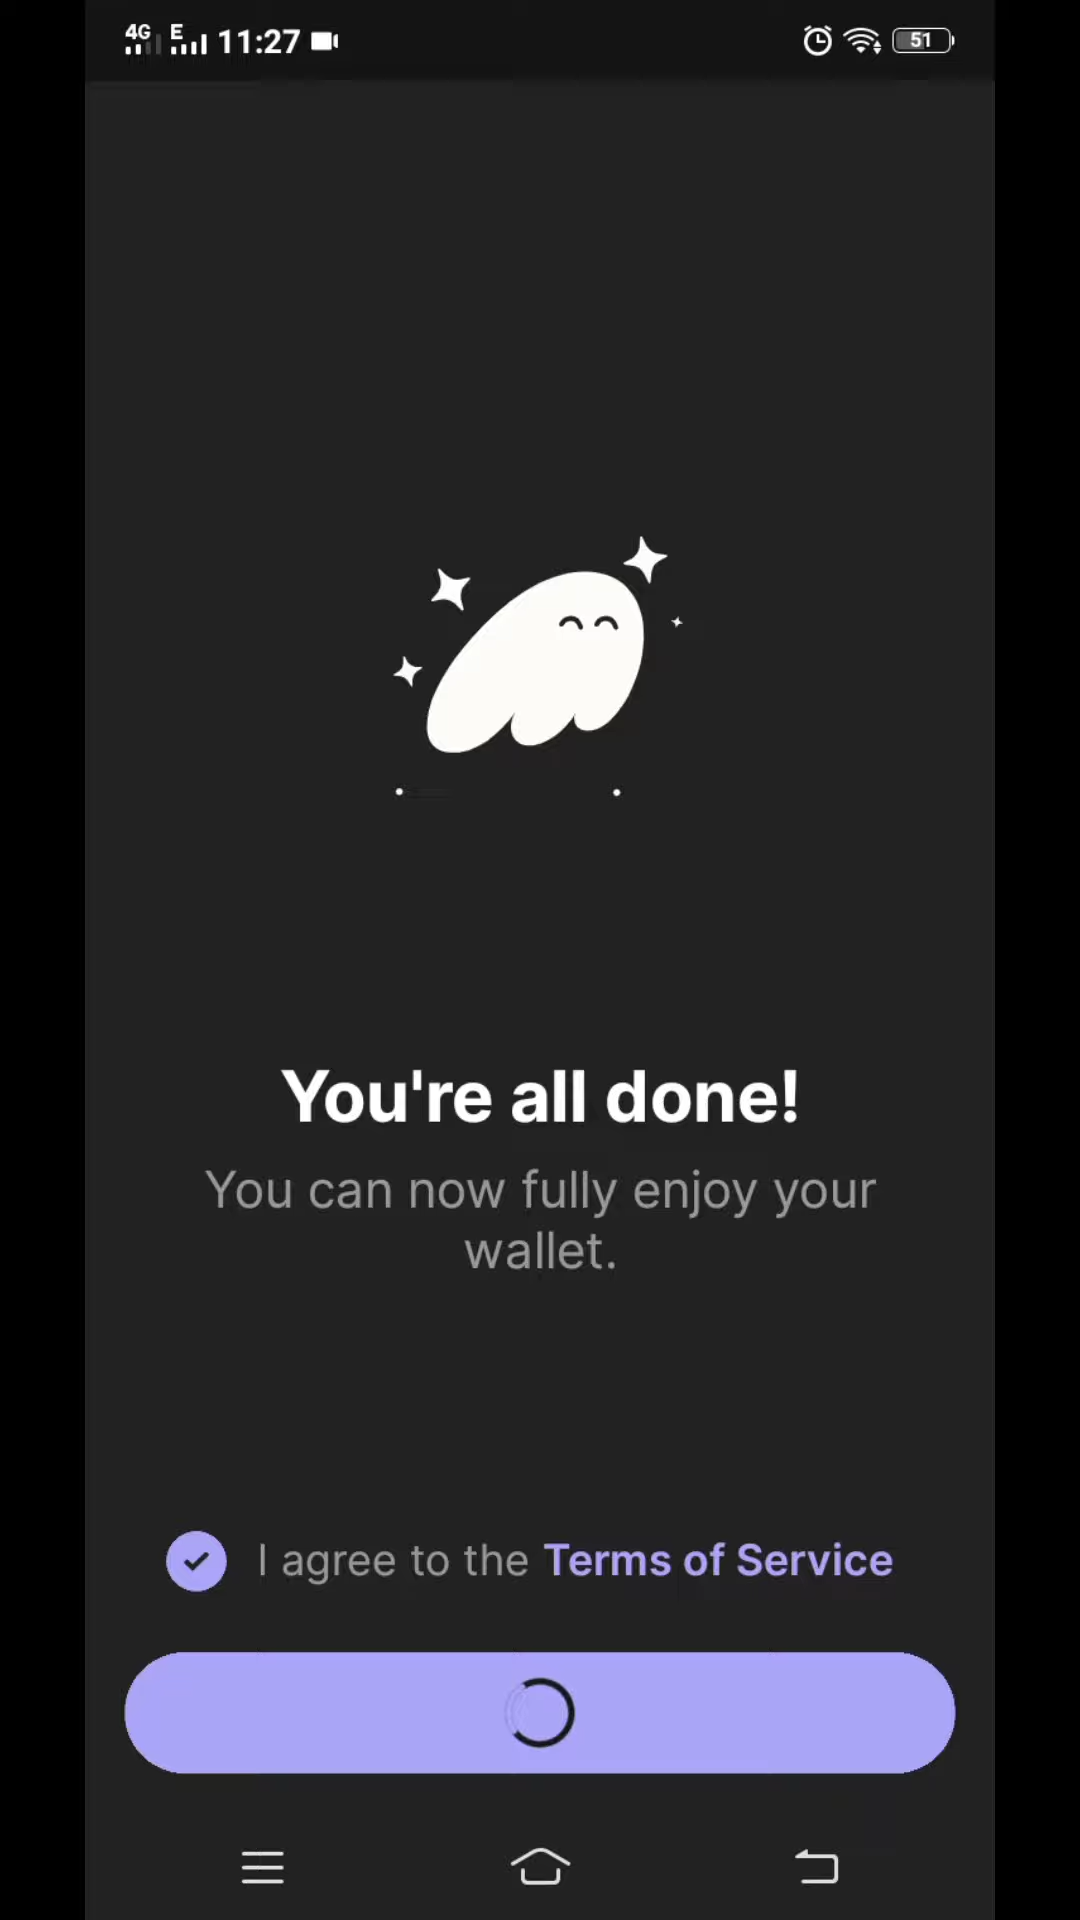 4G E 11:27 51
You're all done!
You can now fully enjoy your
wallet.
I agree to the Terms of Service